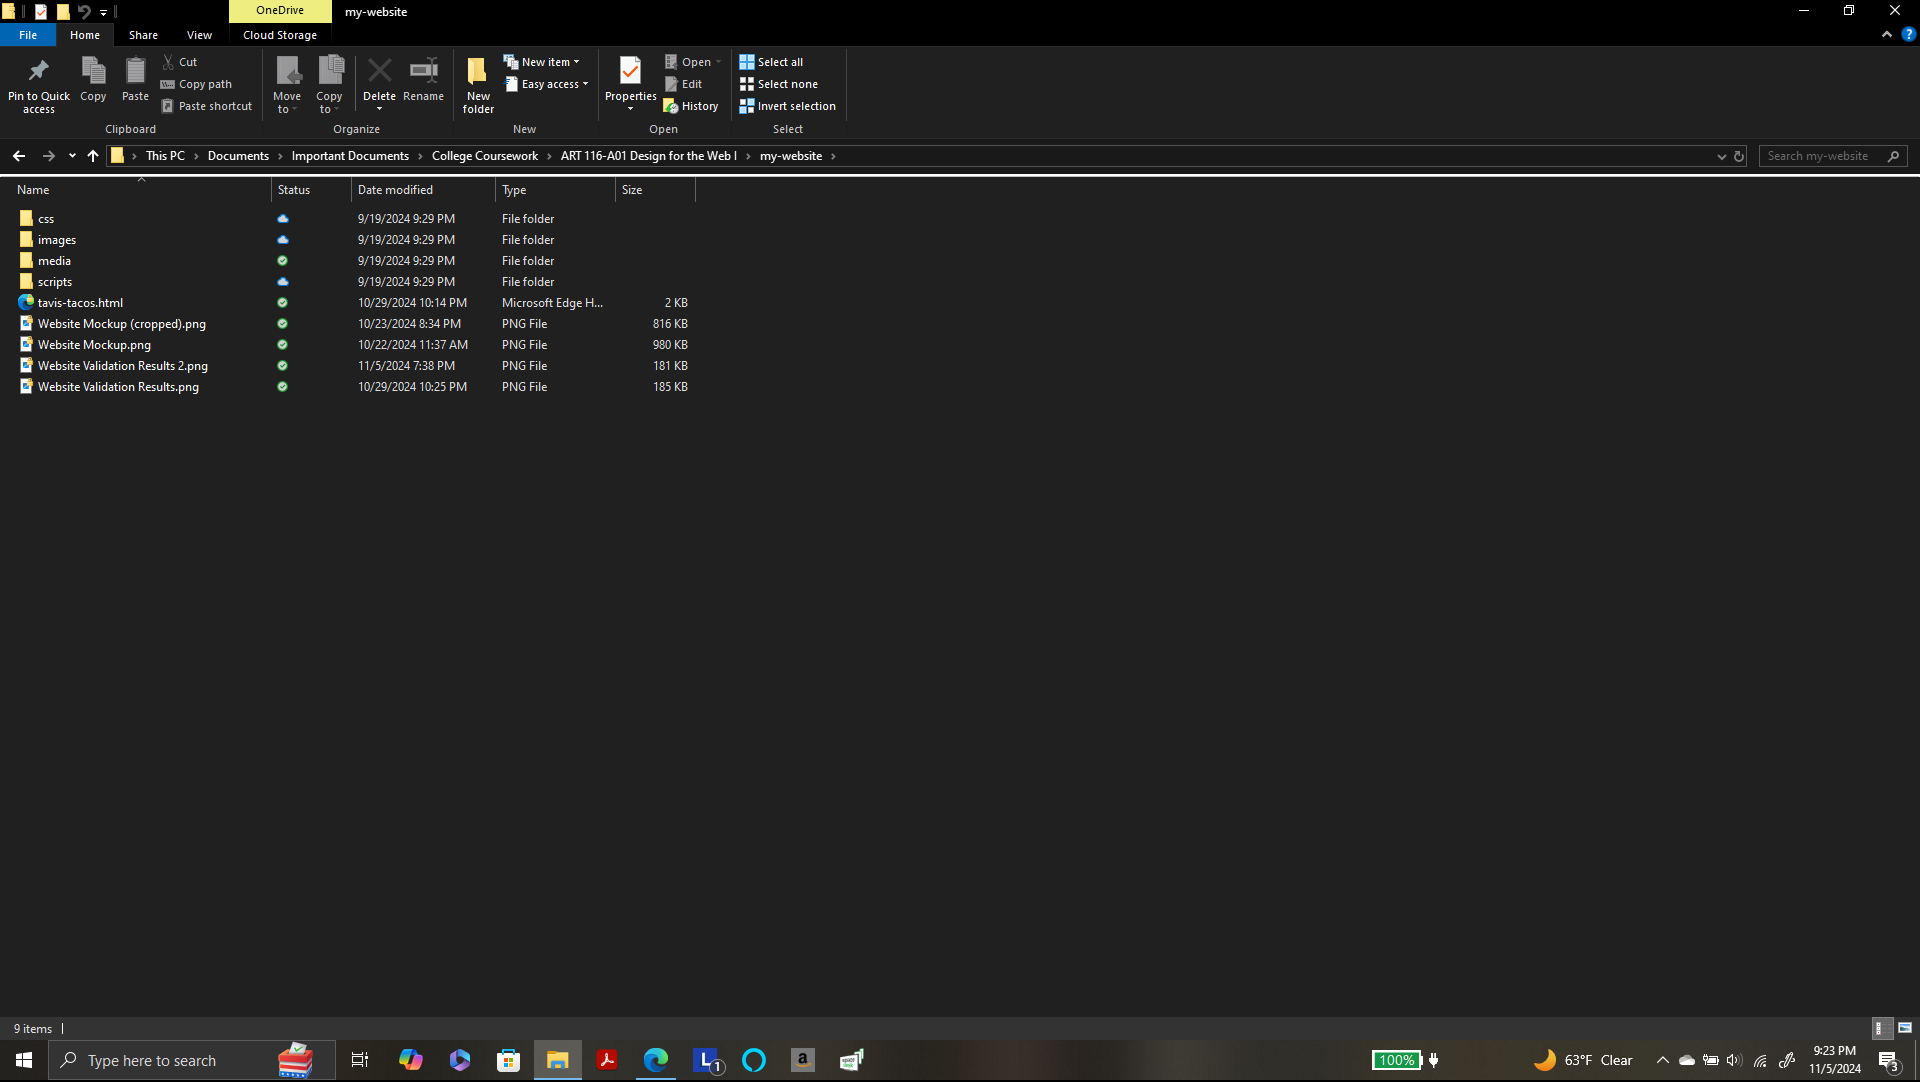 OneDrive my-website
File Home Share View Cloud Storage
Pin to Quick access
Copy
Paste
Cut
Copy path
Paste shortcut
Clipboard
Move to
Copy to
Delete
Rename
Organize
New folder
New item
Easy access
New
Properties
Open
Edit
History
Open
Select all
Select none
Invert selection
Select
This PC Documents Important Documents College Coursework ART 116-A01 Design for the Web I my-website
Search my-website
Name Status Date modified Type Size
css 9/19/2024 9:29 PM File folder
images 9/19/2024 9:29 PM File folder
media 9/19/2024 9:29 PM File folder
scripts 9/19/2024 9:29 PM File folder
tavis-tacos.html 10/29/2024 10:14 PM Microsoft Edge H... 2 KB
Website Mockup (cropped).png 10/23/2024 8:34 PM PNG File 816 KB
Website Mockup.png 10/22/2024 11:37 AM PNG File 980 KB
Website Validation Results 2.png 11/5/2024 7:38 PM PNG File 181 KB
Website Validation Results.png 10/29/2024 10:25 PM PNG File 185 KB
9 items
Type here to search
L 1
a
100%
63°F Clear
9:23 PM
11/5/2024
3